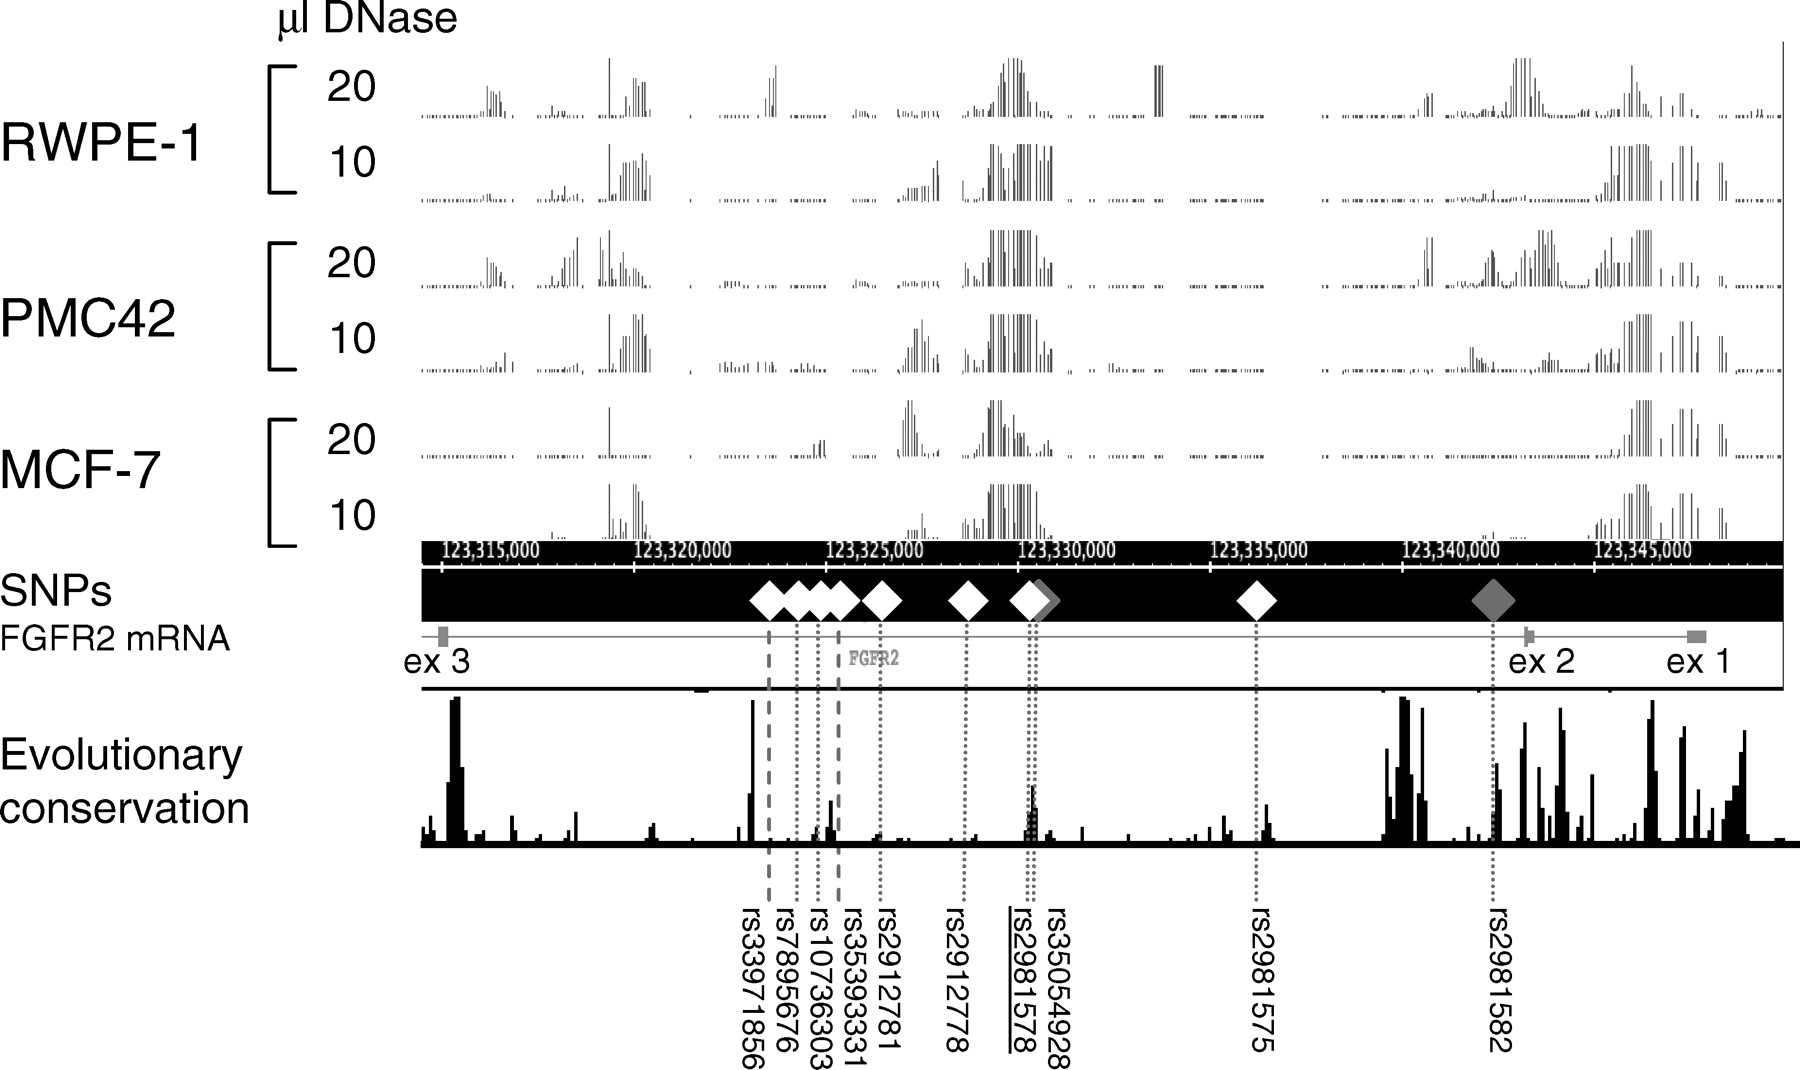 μl DNase
RWPE-1
20
10
PMC42
20
10
MCF-7
20
10
123,315,000 123,320,000 123,325,000 123,330,000 123,335,000 123,340,000 123,345,000
SNPs
FGFR2 mRNA
ex 3
FGFR2
ex 2
ex 1
Evolutionary
conservation
rs33971856
rs7895676
rs10736303
rs35393331
rs2912781
rs2912778
rs2981578
rs35054928
rs2981575
rs2981582